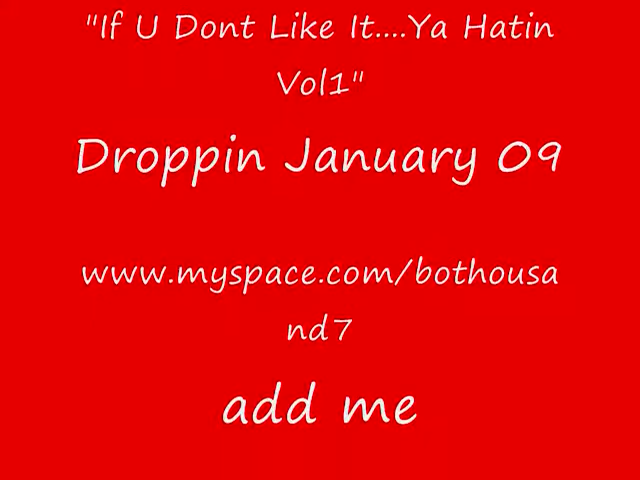 "If U Dont Like It....Ya Hatin
Vol1"
Droppin January 09
www.myspace.com/bothousa
nd7
add me